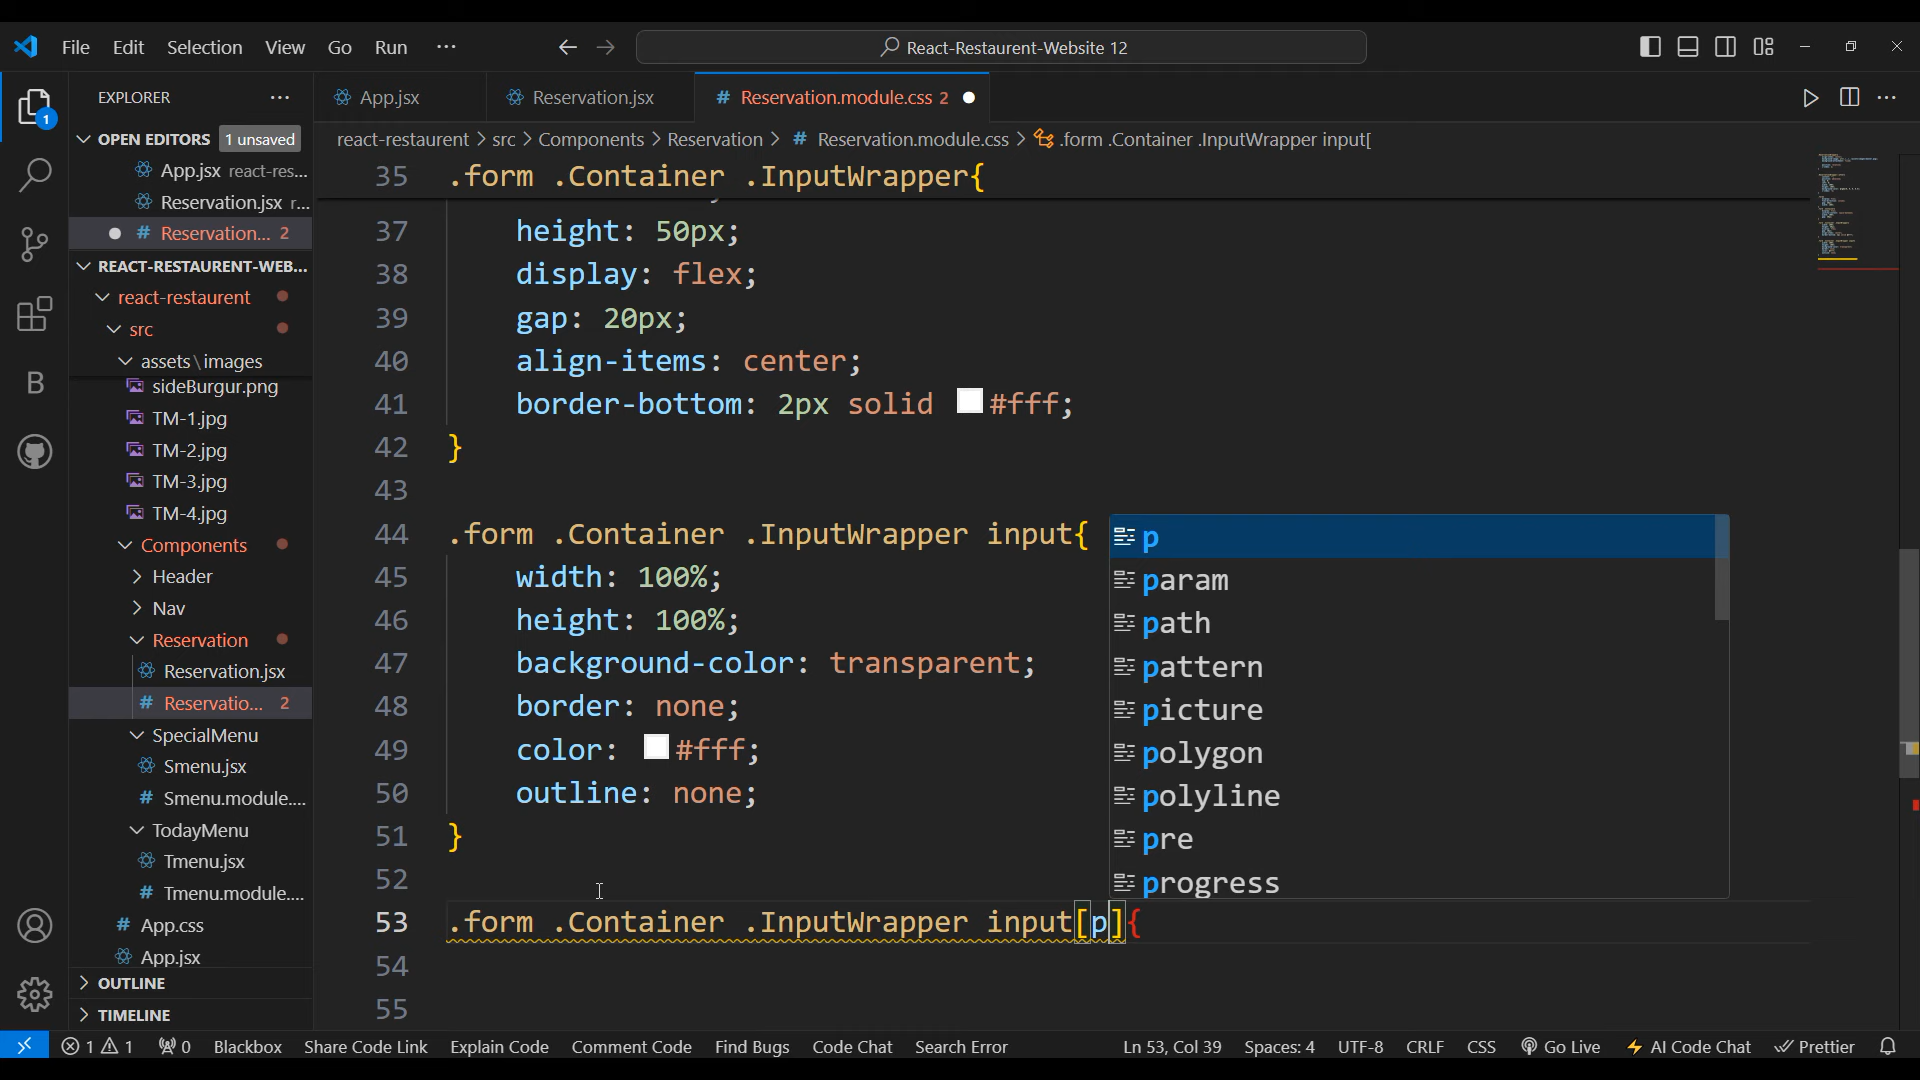 File Edit Selection View Go Run ···
React-Restaurent-Website 12
EXPLORER ···
App.jsx
Reservation.jsx
# Reservation.module.css 2
OPEN EDITORS 1 unsaved
react-restaurent > src > Components > Reservation > # Reservation.module.css > .form .Container .InputWrapper input[
App.jsx react-res...
Reservation.jsx r...
# Reservation... 2
REACT-RESTAURENT-WEB...
react-restaurent
src
assets\images
sideBurgur.png
TM-1.jpg
TM-2.jpg
TM-3.jpg
TM-4.jpg
Components
Header
Nav
Reservation
Reservation.jsx
# Reservatio... 2
SpecialMenu
Smenu.jsx
# Smenu.module....
TodayMenu
Tmenu.jsx
# Tmenu.module....
# App.css
App.jsx
OUTLINE
TIMELINE
35 .form .Container .InputWrapper{
37 height: 50px;
38 display: flex;
39 gap: 20px;
40 align-items: center;
41 border-bottom: 2px solid #fff;
42 }
43
44 .form .Container .InputWrapper input{
45 width: 100%;
46 height: 100%;
47 background-color: transparent;
48 border: none;
49 color: #fff;
50 outline: none;
51 }
52
53 .form .Container .InputWrapper input[p]{
54
55
p
param
path
pattern
picture
polygon
polyline
pre
progress
1
B
1 1 0 Blackbox Share Code Link Explain Code Comment Code Find Bugs Code Chat Search Error Ln 53, Col 39 Spaces: 4 UTF-8 CRLF CSS Go Live AI Code Chat Prettier